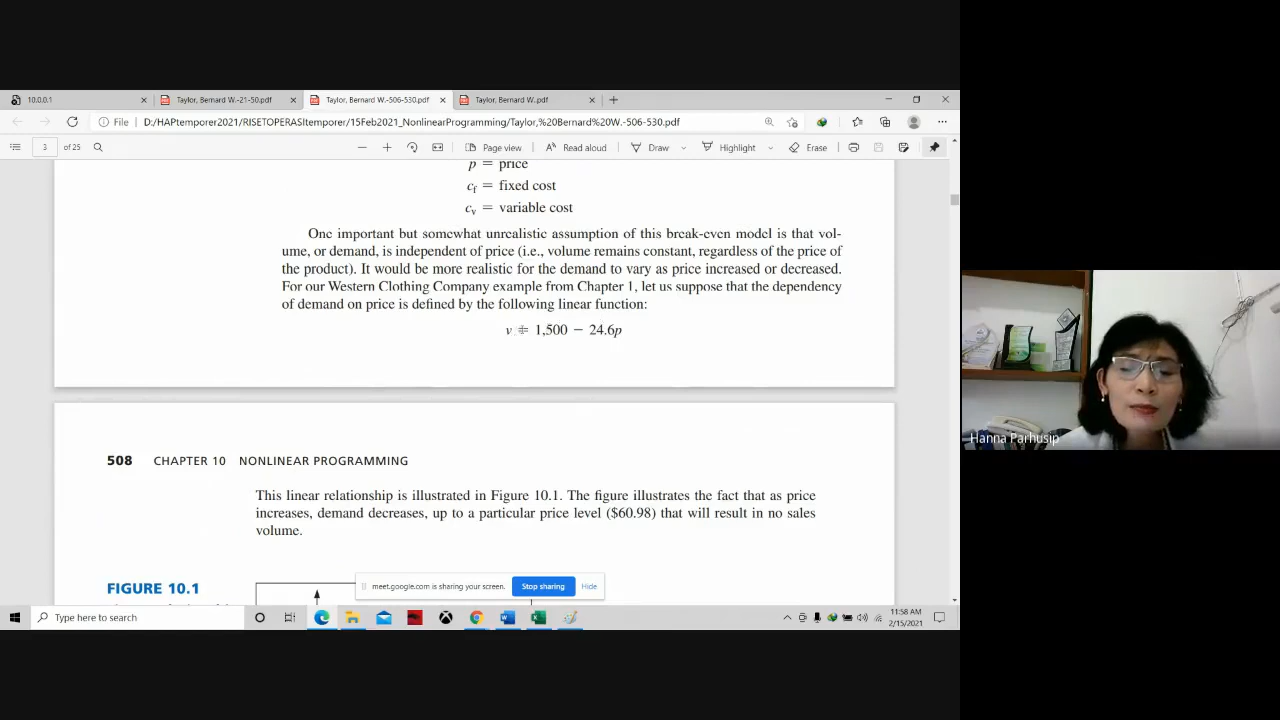 10.0.0.1
Taylor, Bernard W.-21-50.pdf
Taylor, Bernard W.-506-530.pdf
Taylor, Bernard W..pdf
File
D:/HAPtemporer2021/RISETOPERASItemporer/15Feb2021_NonlinearProgramming/Taylor,%20Bernard%20W.-506-530.pdf
3 of 25
Page view
Read aloud
Draw
Highlight
Erase
p = price
cf = fixed cost
cv = variable cost
One important but somewhat unrealistic assumption of this break-even model is that vol-
ume, or demand, is independent of price (i.e., volume remains constant, regardless of the price of
the product). It would be more realistic for the demand to vary as price increased or decreased.
For our Western Clothing Company example from Chapter 1, let us suppose that the dependency
of demand on price is defined by the following linear function:
v = 1,500 − 24.6p
508 CHAPTER 10 NONLINEAR PROGRAMMING
This linear relationship is illustrated in Figure 10.1. The figure illustrates the fact that as price
increases, demand decreases, up to a particular price level ($60.98) that will result in no sales
volume.
FIGURE 10.1
meet.google.com is sharing your screen.
Stop sharing
Hide
Type here to search
11:58 AM
2/15/2021
Hanna Parhusip